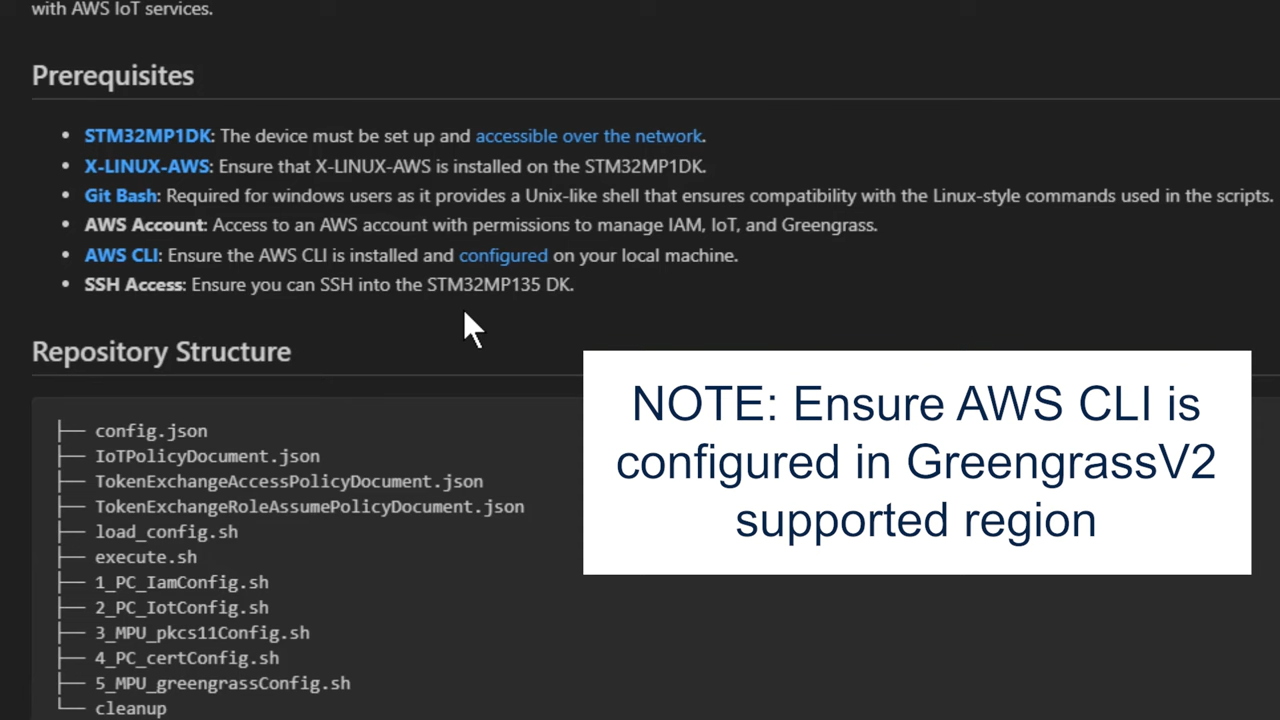 with AWS IoT services.
Prerequisites
• STM32MP1DK: The device must be set up and accessible over the network.
• X-LINUX-AWS: Ensure that X-LINUX-AWS is installed on the STM32MP1DK.
• Git Bash: Required for windows users as it provides a Unix-like shell that ensures compatibility with the Linux-style commands used in the scripts.
• AWS Account: Access to an AWS account with permissions to manage IAM, IoT, and Greengrass.
• AWS CLI: Ensure the AWS CLI is installed and configured on your local machine.
• SSH Access: Ensure you can SSH into the STM32MP135 DK.
Repository Structure
├── config.json
├── IoTPolicyDocument.json
├── TokenExchangeAccessPolicyDocument.json
├── TokenExchangeRoleAssumePolicyDocument.json
├── load_config.sh
├── execute.sh
├── 1_PC_IamConfig.sh
├── 2_PC_IotConfig.sh
├── 3_MPU_pkcs11Config.sh
├── 4_PC_certConfig.sh
├── 5_MPU_greengrassConfig.sh
└── cleanup
NOTE: Ensure AWS CLI is
configured in GreengrassV2
supported region